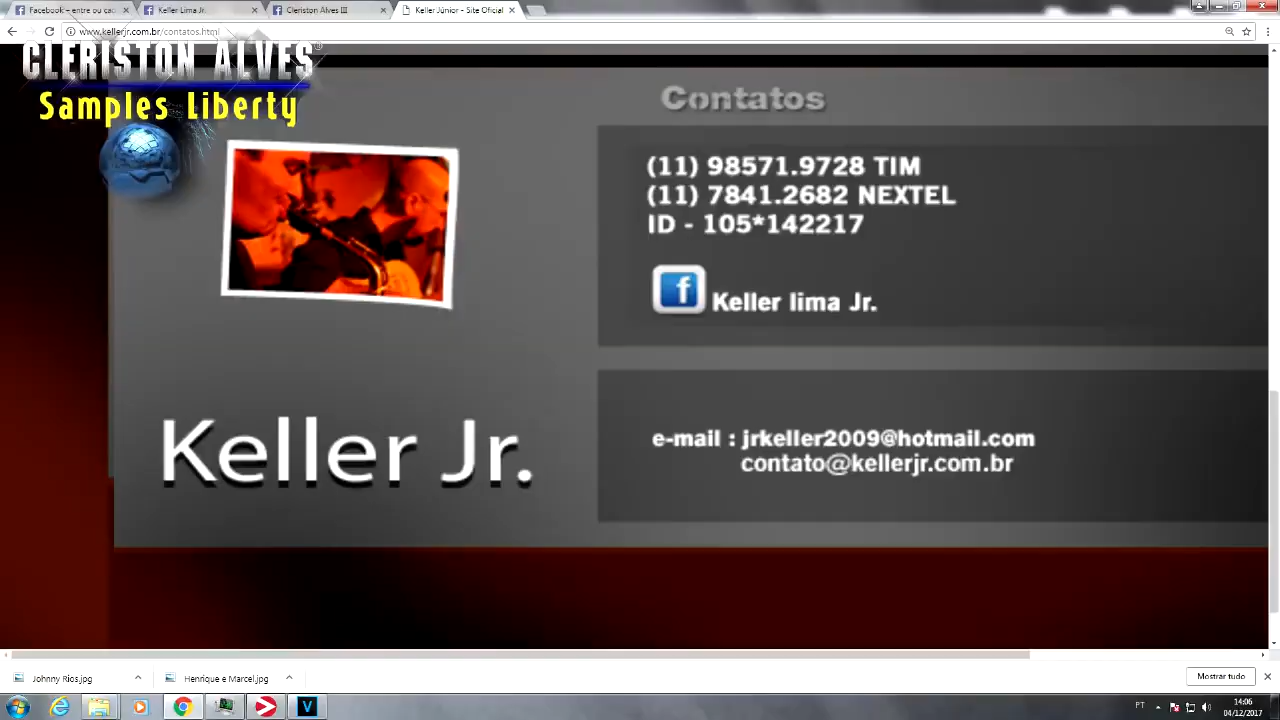 Facebook – entre ou cad
Keller Lima Jr.
Cleriston Alves III
Keller Júnior - Site Oficial
www.kellerjr.com.br/contatos.html
CLERISTON ALVES®
Samples Liberty
Contatos
(11) 98571.9728 TIM
(11) 7841.2682 NEXTEL
ID - 105*142217
f Keller lima Jr.
Keller Jr.
e-mail : jrkeller2009@hotmail.com
contato@kellerjr.com.br
Johnny Rios.jpg
Henrique e Marcel.jpg
Mostrar tudo
V
PT
14:06
04/12/2017